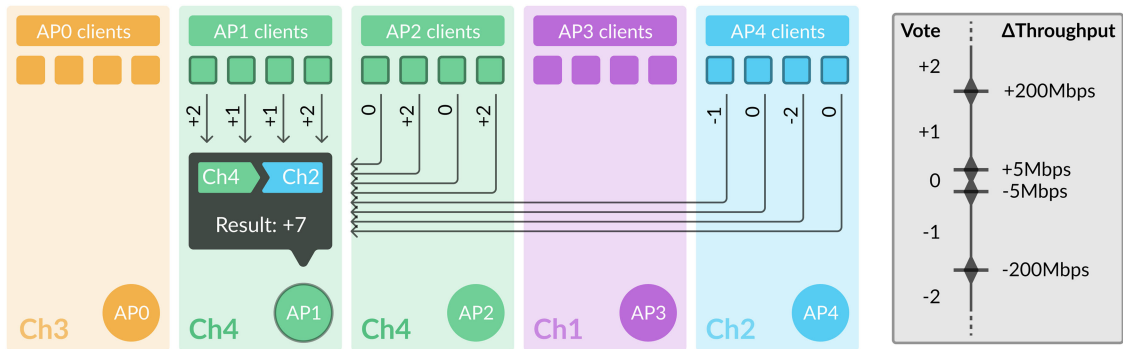 AP0 clients
AP1 clients
AP2 clients
AP3 clients
AP4 clients
+2
+1
+1
+2
0
+2
0
+2
-1
0
-2
0
Ch4
Ch2
Result: +7
Ch3
AP0
Ch4
AP1
Ch4
AP2
Ch1
AP3
Ch2
AP4
Vote
ΔThroughput
+2
+200Mbps
+1
+5Mbps
0
-5Mbps
-1
-200Mbps
-2